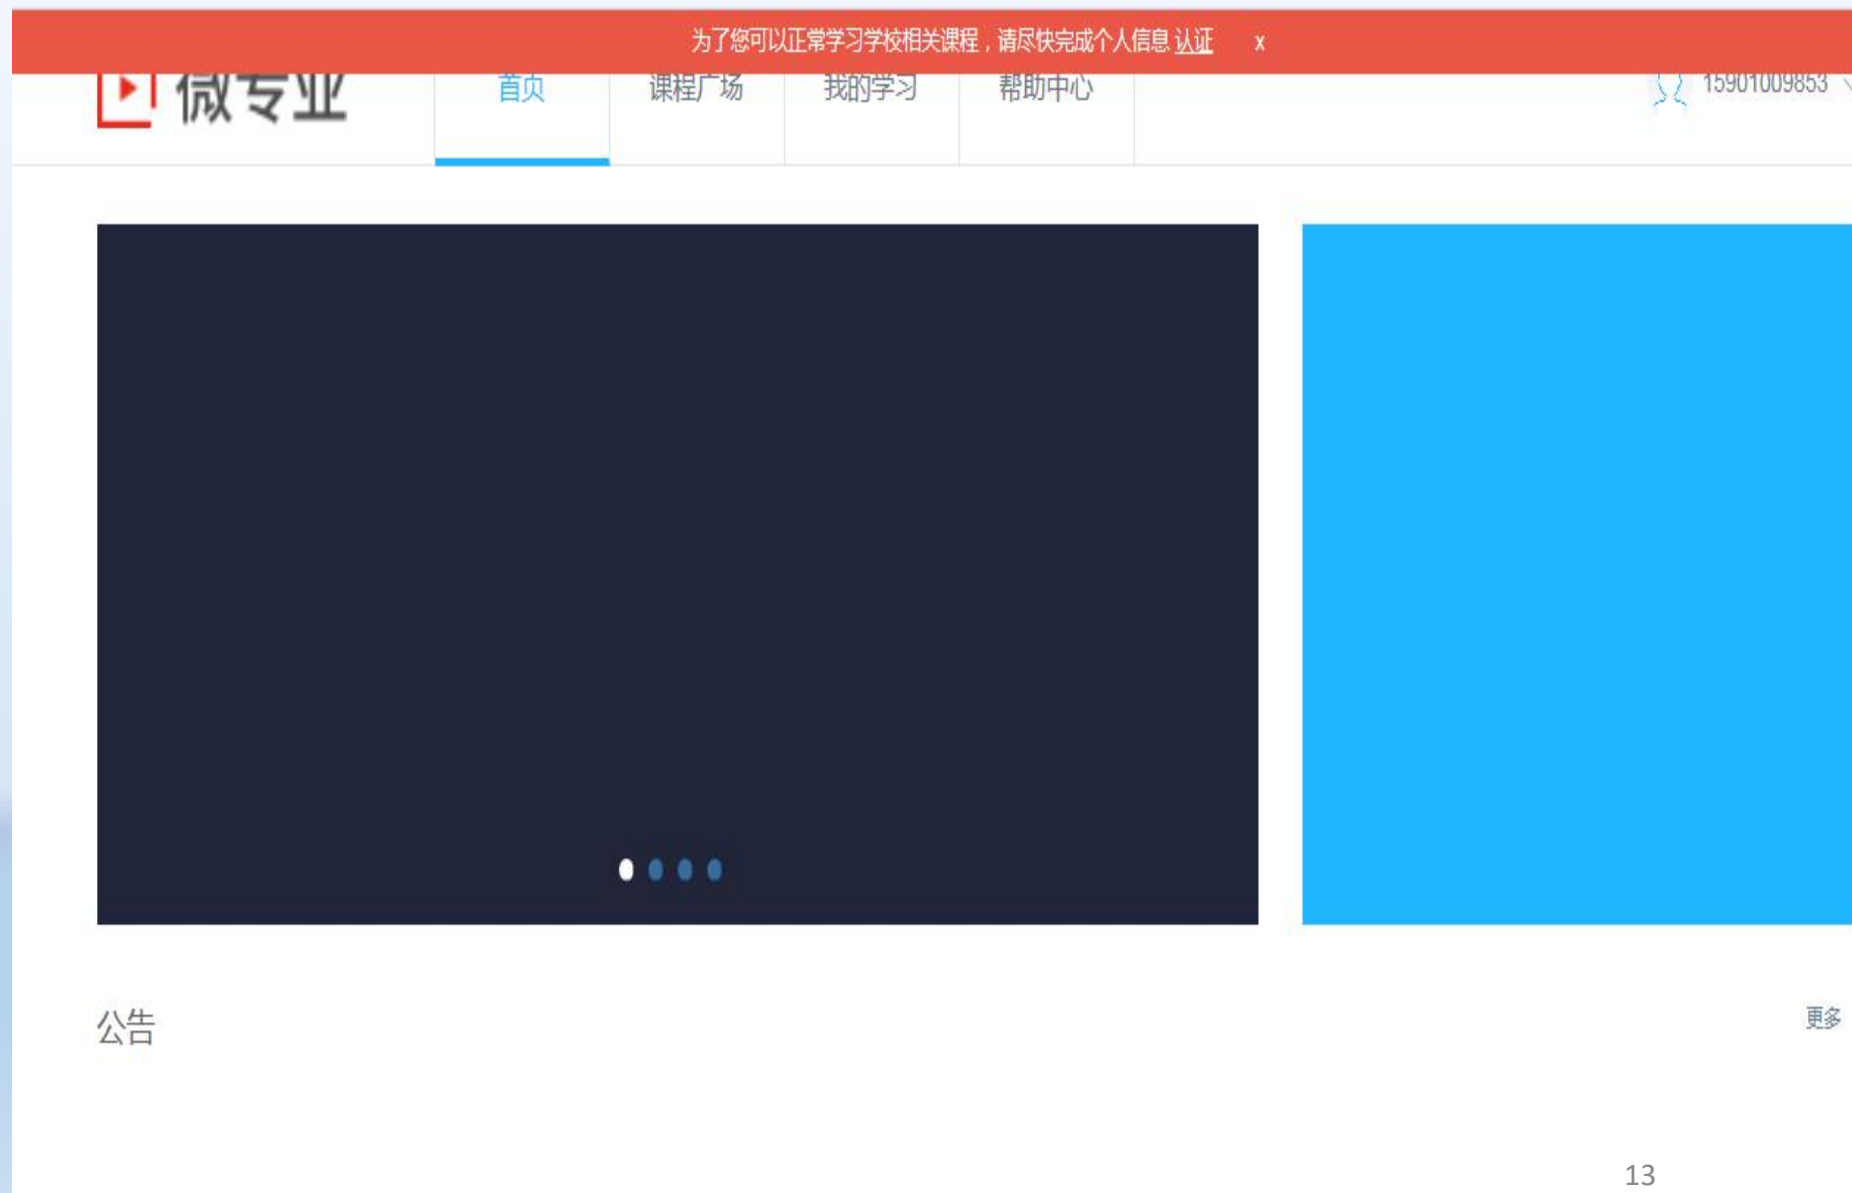 为了您可以正常学习学校相关课程，请尽快完成个人信息 认证 x
微专业 首页 课程广场 我的学习 帮助中心 15901009853
公告 更多
13